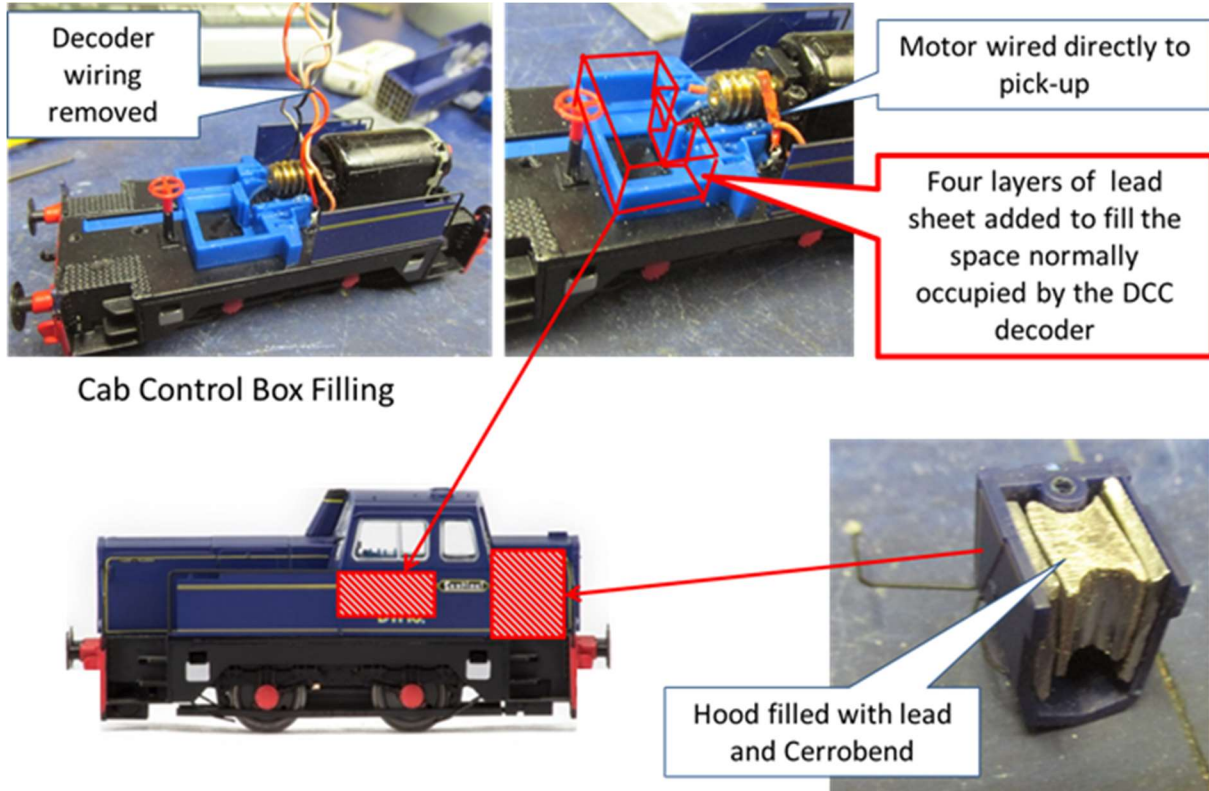 Decoder
wiring
removed
Motor wired directly to
pick-up
Four layers of lead
sheet added to fill the
space normally
occupied by the DCC
decoder
Cab Control Box Filling
Hood filled with lead
and Cerrobend